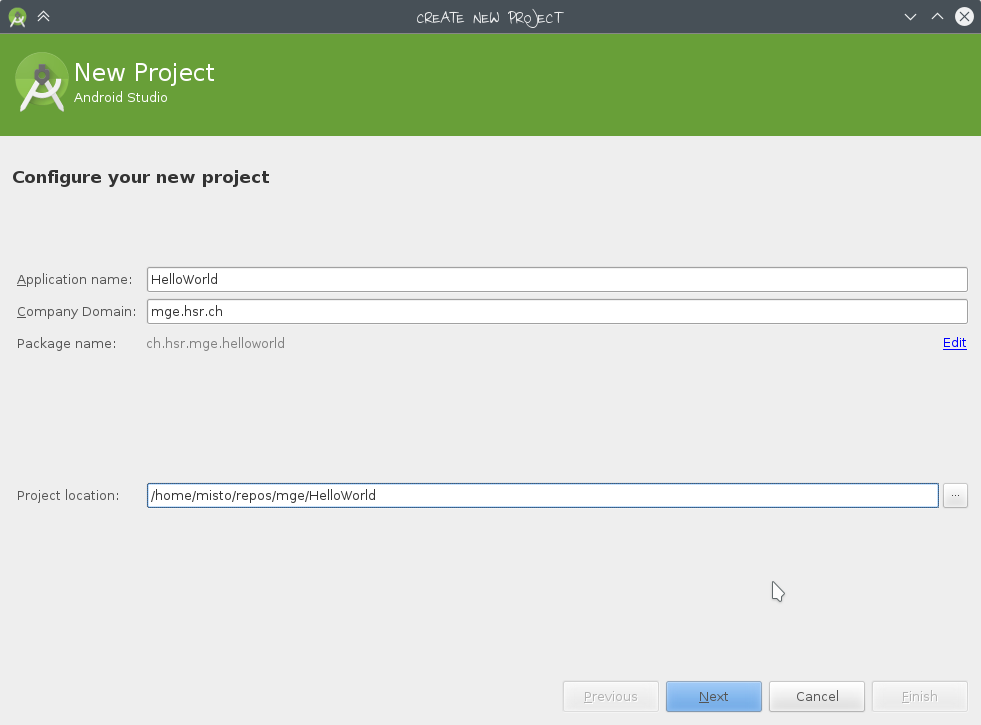 CREATE NEW PROJECT
New Project
Android Studio
Configure your new project
Application name: HelloWorld
Company Domain: mge.hsr.ch
Package name: ch.hsr.mge.helloworld Edit
Project location: /home/misto/repos/mge/HelloWorld ...
Previous Next Cancel Finish